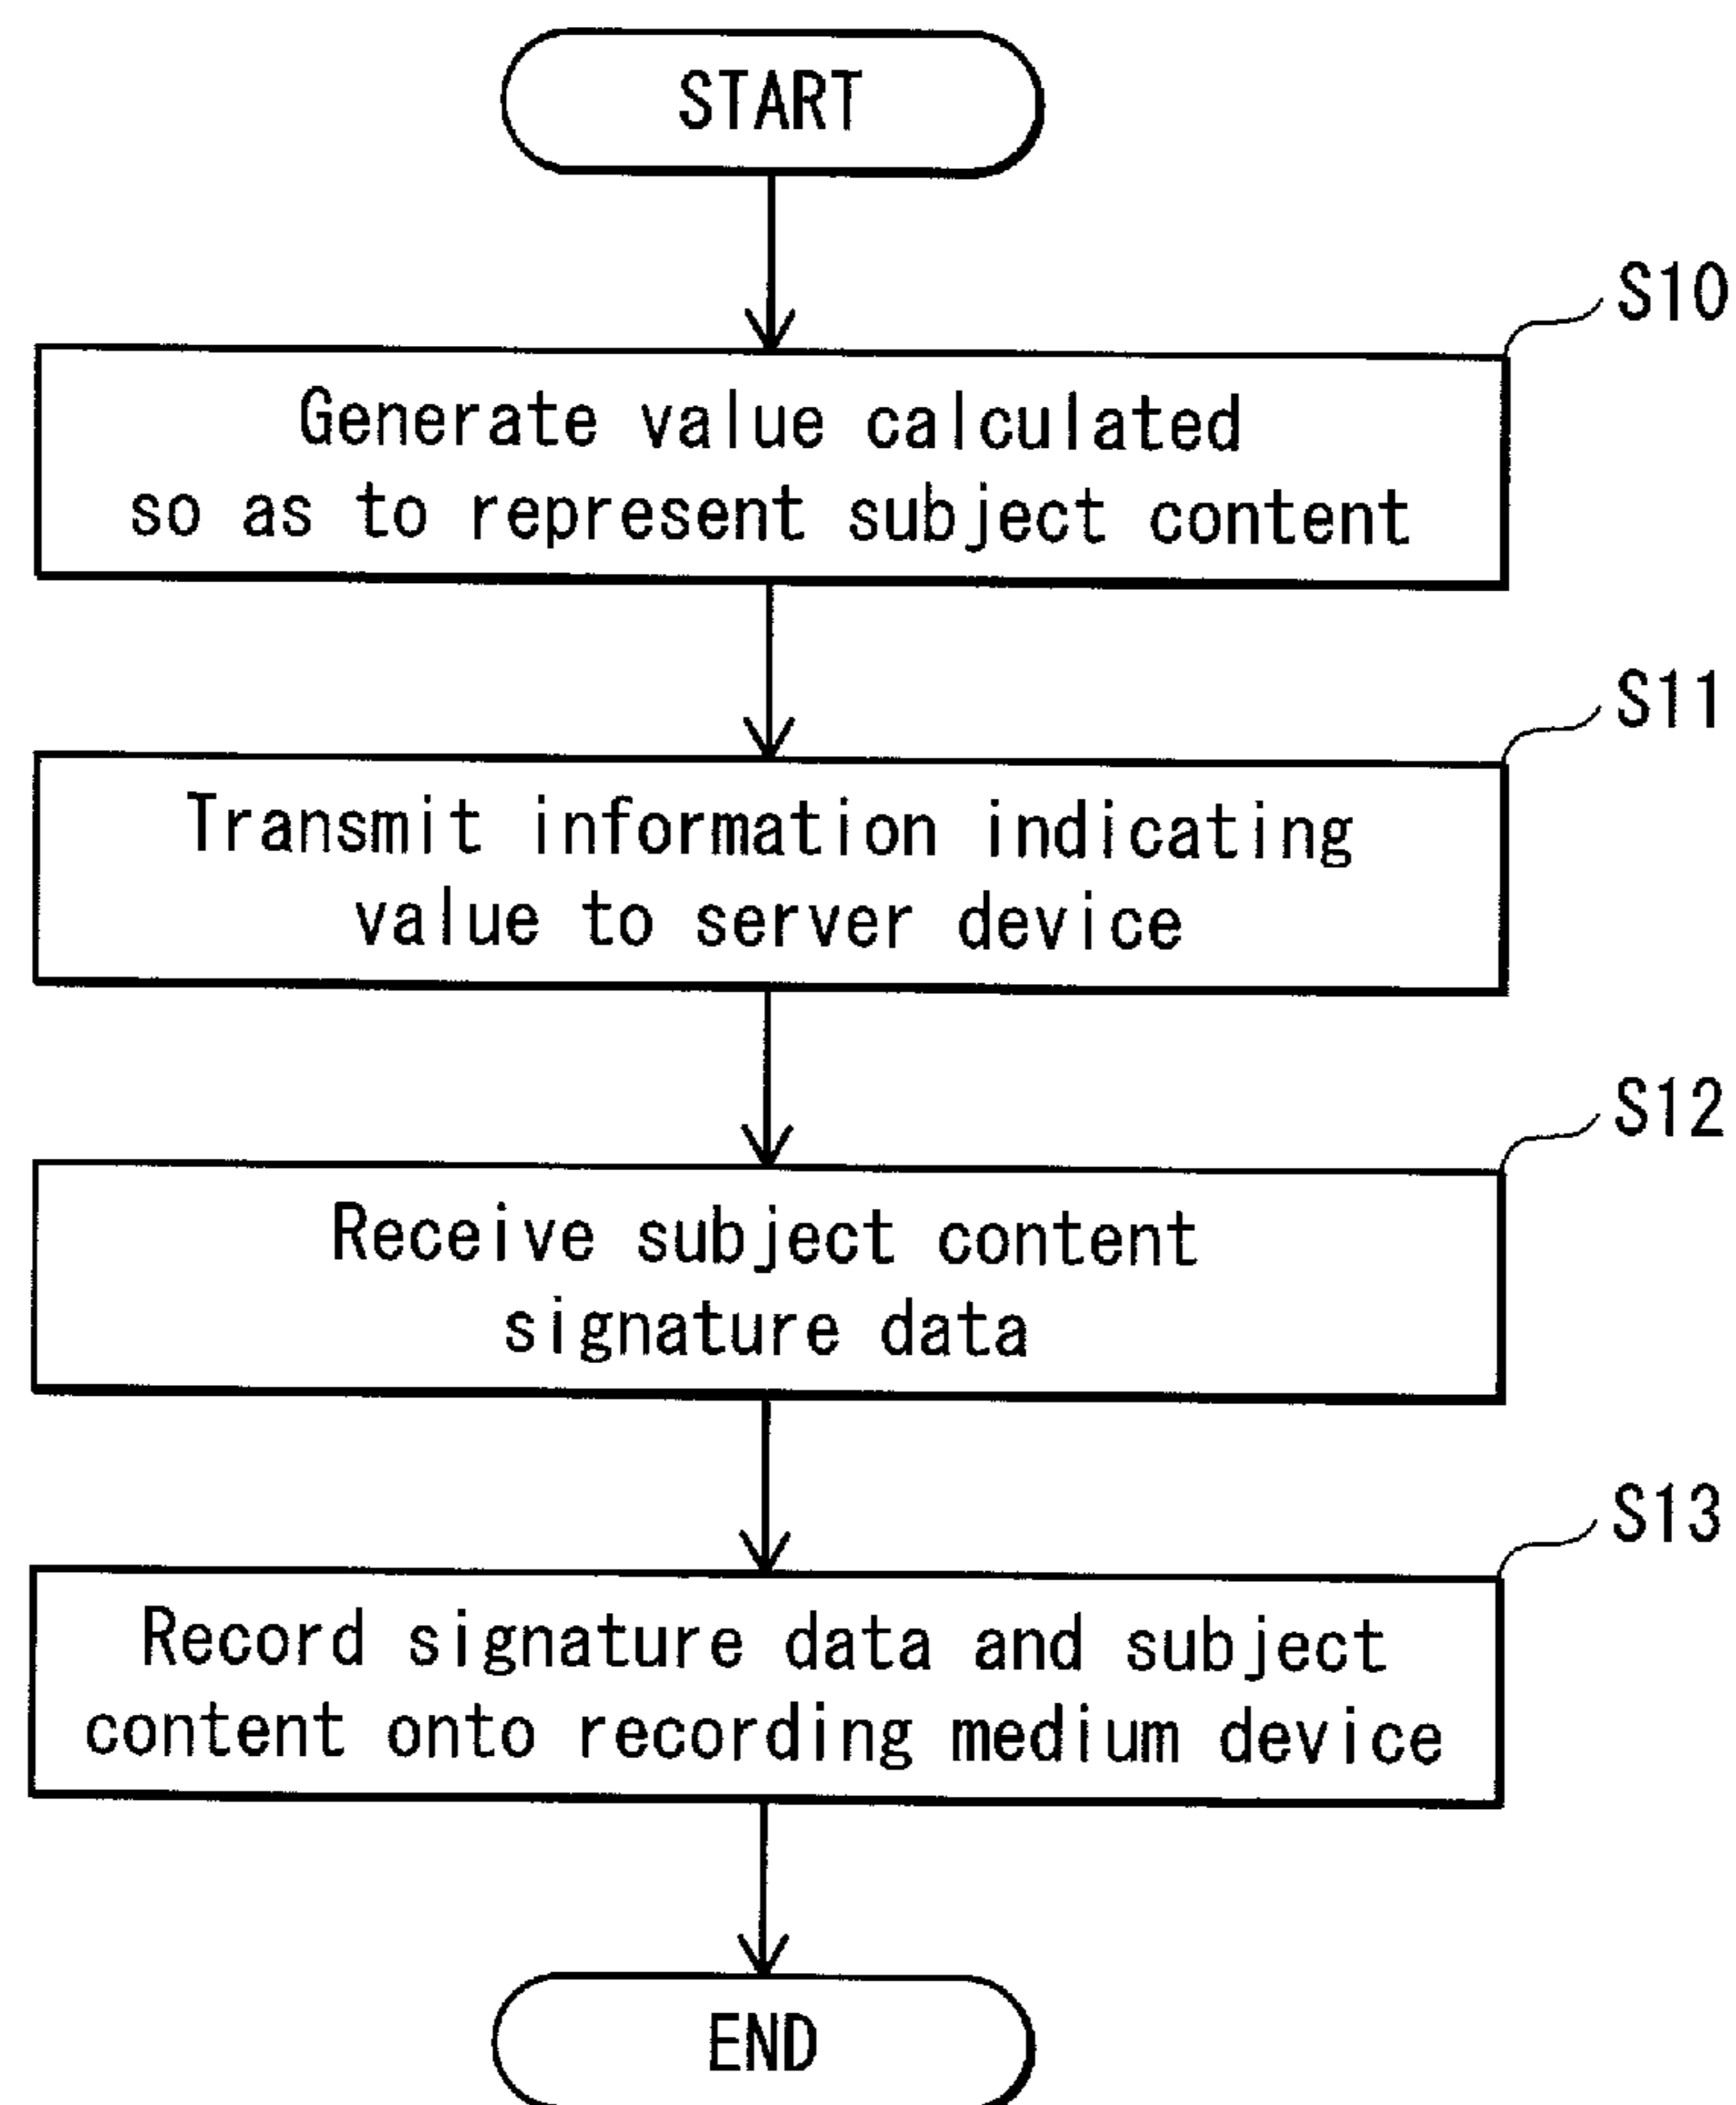 START
S10
Generate value calculated
so as to represent subject content
S11
Transmit information indicating
value to server device
S12
Receive subject content
signature data
S13
Record signature data and subject
content onto recording medium device
END